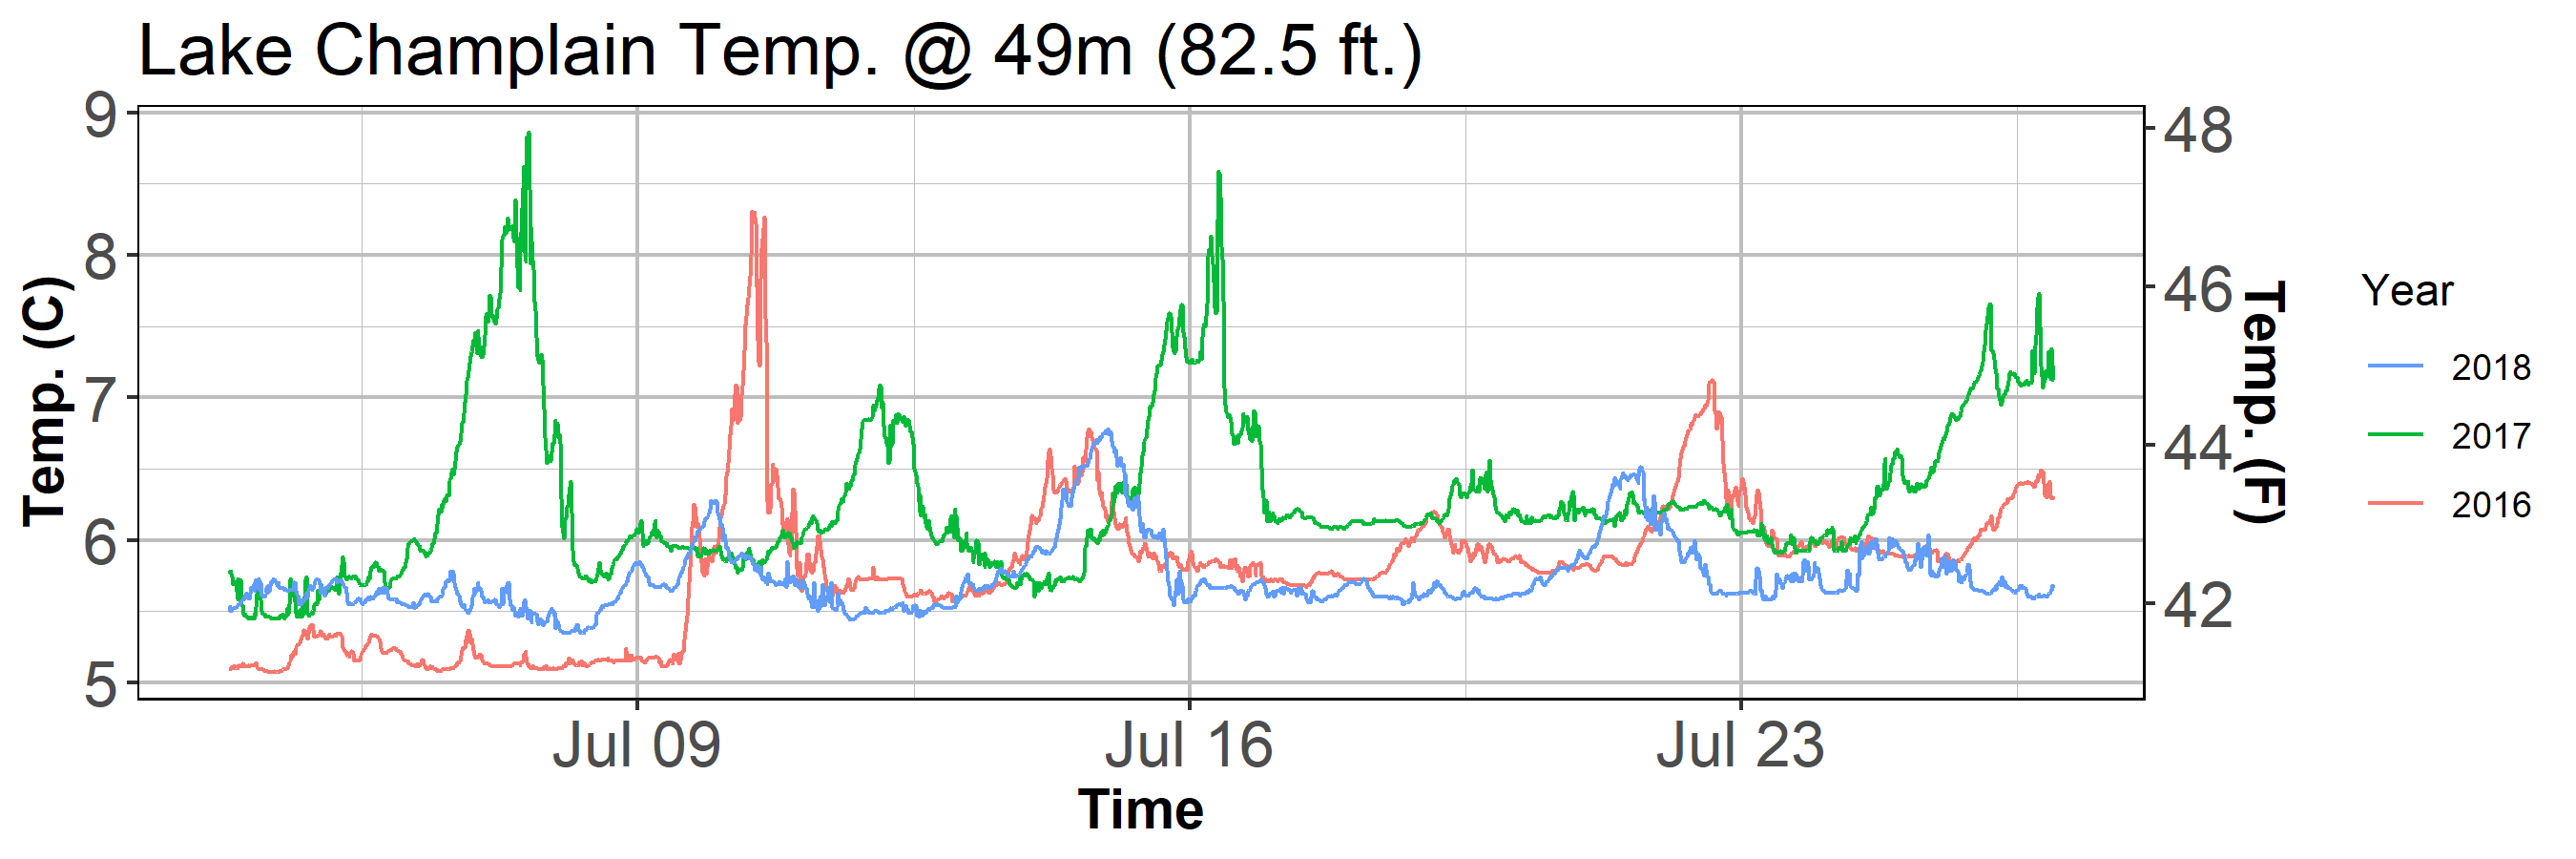 Lake Champlain Temp. @ 49m (82.5 ft.)
Temp. (C)
9
8
7
6
5
48
46
44
42
Temp. (F)
Jul 09
Jul 16
Jul 23
Time
Year
2018
2017
2016